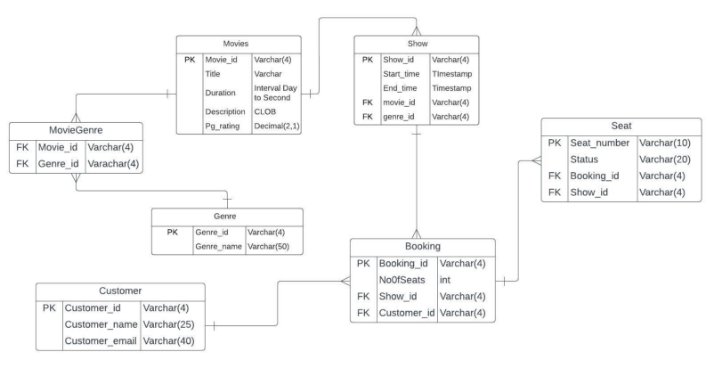 Movies
PK Movie_id Varchar(4)
Title Varchar
Duration Interval Day to Second
Description CLOB
Pg_rating Decimal(2,1)
Show
PK Show_id Varchar(4)
Start_time TImestamp
End_time Timestamp
FK movie_id Varchar(4)
FK genre_id Varchar(4)
MovieGenre
FK Movie_id Varchar(4)
FK Genre_id Varachar(4)
Seat
PK Seat_number Varchar(10)
Status Varchar(20)
FK Booking_id Varchar(4)
FK Show_id Varchar(4)
Genre
PK Genre_id Varchar(4)
Genre_name Varchar(50)
Booking
PK Booking_id Varchar(4)
No0fSeats int
FK Show_id Varchar(4)
FK Customer_id Varchar(4)
Customer
PK Customer_id Varchar(4)
Customer_name Varchar(25)
Customer_email Varchar(40)